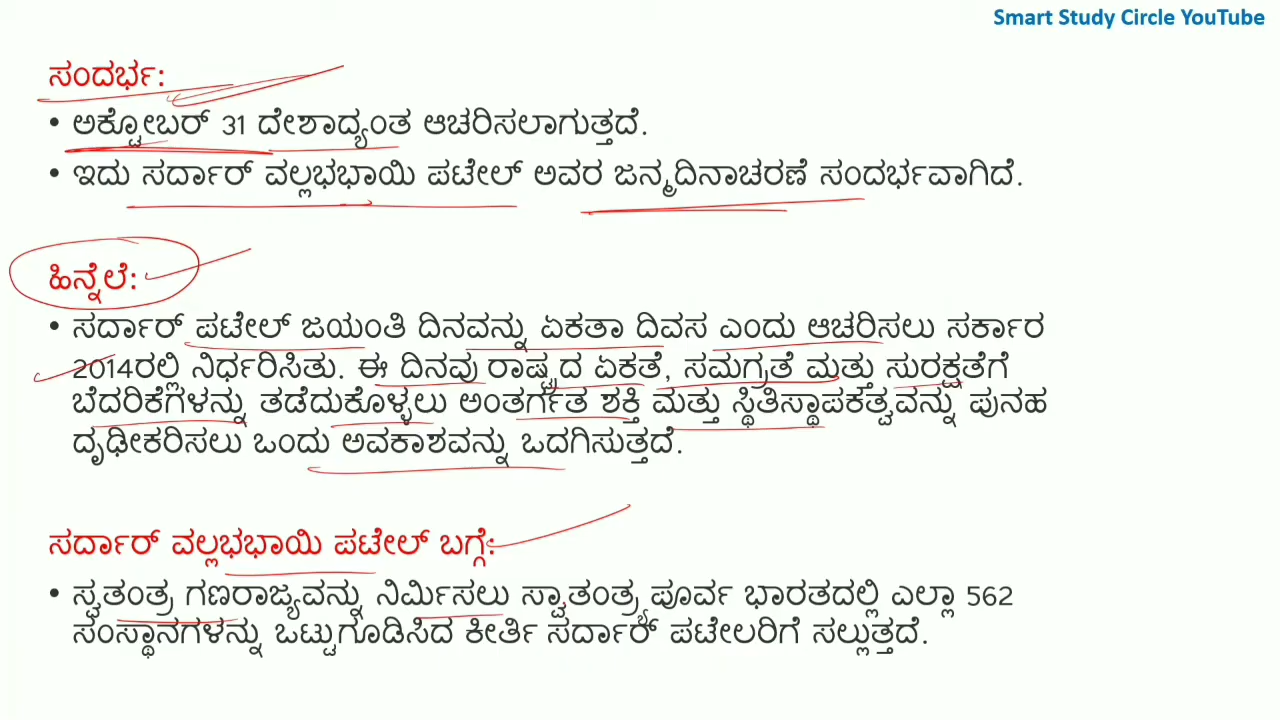 Smart Study Circle YouTube
ಸಂದರ್ಭ:
• ಅಕ್ಟೋಬರ್ 31 ದೇಶಾದ್ಯಂತ ಆಚರಿಸಲಾಗುತ್ತದೆ.
• ಇದು ಸರ್ದಾರ್ ವಲ್ಲಭಭಾಯಿ ಪಟೇಲ್ ಅವರ ಜನ್ಮದಿನಾಚರಣೆ ಸಂದರ್ಭವಾಗಿದೆ.
ಹಿನ್ನೆಲೆ:
• ಸರ್ದಾರ್ ಪಟೇಲ್ ಜಯಂತಿ ದಿನವನ್ನು ಏಕತಾ ದಿವಸ ಎಂದು ಆಚರಿಸಲು ಸರ್ಕಾರ
2014ರಲ್ಲಿ ನಿರ್ಧರಿಸಿತು. ಈ ದಿನವು ರಾಷ್ಟ್ರದ ಏಕತೆ, ಸಮಗ್ರತೆ ಮತ್ತು ಸುರಕ್ಷತೆಗೆ
ಬೆದರಿಕೆಗಳನ್ನು ತಡೆದುಕೊಳ್ಳಲು ಅಂತರ್ಗತ ಶಕ್ತಿ ಮತ್ತು ಸ್ಥಿತಿಸ್ಥಾಪಕತ್ವವನ್ನು ಪುನಹ
ದೃಢೀಕರಿಸಲು ಒಂದು ಅವಕಾಶವನ್ನು ಒದಗಿಸುತ್ತದೆ.
ಸರ್ದಾರ್ ವಲ್ಲಭಭಾಯಿ ಪಟೇಲ್ ಬಗ್ಗೆ:
• ಸ್ವತಂತ್ರ ಗಣರಾಜ್ಯವನ್ನು ನಿರ್ಮಿಸಲು ಸ್ವಾತಂತ್ರ್ಯಪೂರ್ವ ಭಾರತದಲ್ಲಿ ಎಲ್ಲಾ 562
ಸಂಸ್ಥಾನಗಳನ್ನು ಒಟ್ಟುಗೂಡಿಸಿದ ಕೀರ್ತಿ ಸರ್ದಾರ್ ಪಟೇಲರಿಗೆ ಸಲ್ಲುತ್ತದೆ.